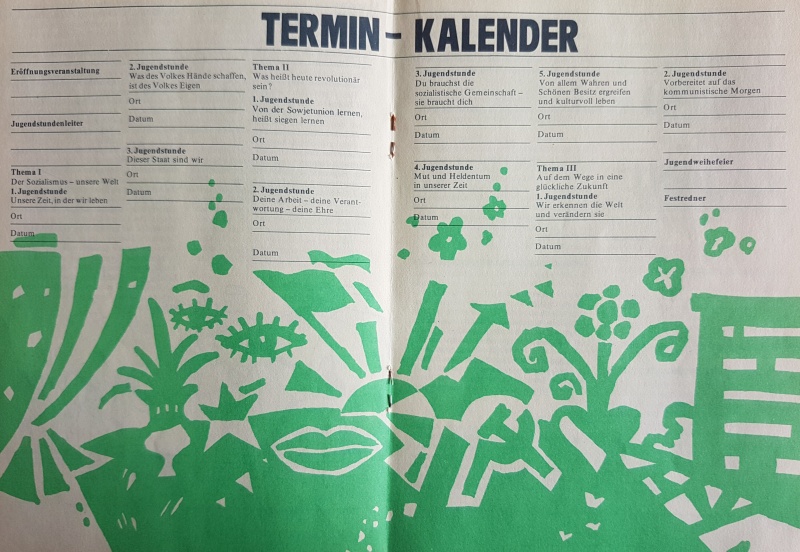 TERMIN – KALENDER
Eröffnungsveranstaltung
Jugendstundenleiter
Thema I
Der Sozialismus – unsere Welt
1. Jugendstunde
Unsere Zeit, in der wir leben
Ort
Datum
2. Jugendstunde
Was des Volkes Hände schaffen,
ist des Volkes Eigen
Ort
Datum
3. Jugendstunde
Dieser Staat sind wir
Ort
Datum
Thema II
Was heißt heute revolutionär
sein?
1. Jugendstunde
Von der Sowjetunion lernen,
heißt siegen lernen
Ort
Datum
2. Jugendstunde
Deine Arbeit – deine Verant-
wortung – deine Ehre
Ort
Datum
3. Jugendstunde
Du brauchst die
sozialistische Gemeinschaft –
sie braucht dich
Ort
Datum
4. Jugendstunde
Mut und Heldentum
in unserer Zeit
Ort
Datum
5. Jugendstunde
Von allem Wahren und
Schönen Besitz ergreifen
und kulturvoll leben
Ort
Datum
Thema III
Auf dem Wege in eine
glückliche Zukunft
1. Jugendstunde
Wir erkennen die Welt
und verändern sie
Ort
Datum
2. Jugendstunde
Vorbereitet auf das
kommunistische Morgen
Ort
Datum
Jugendweihefeier
Festredner